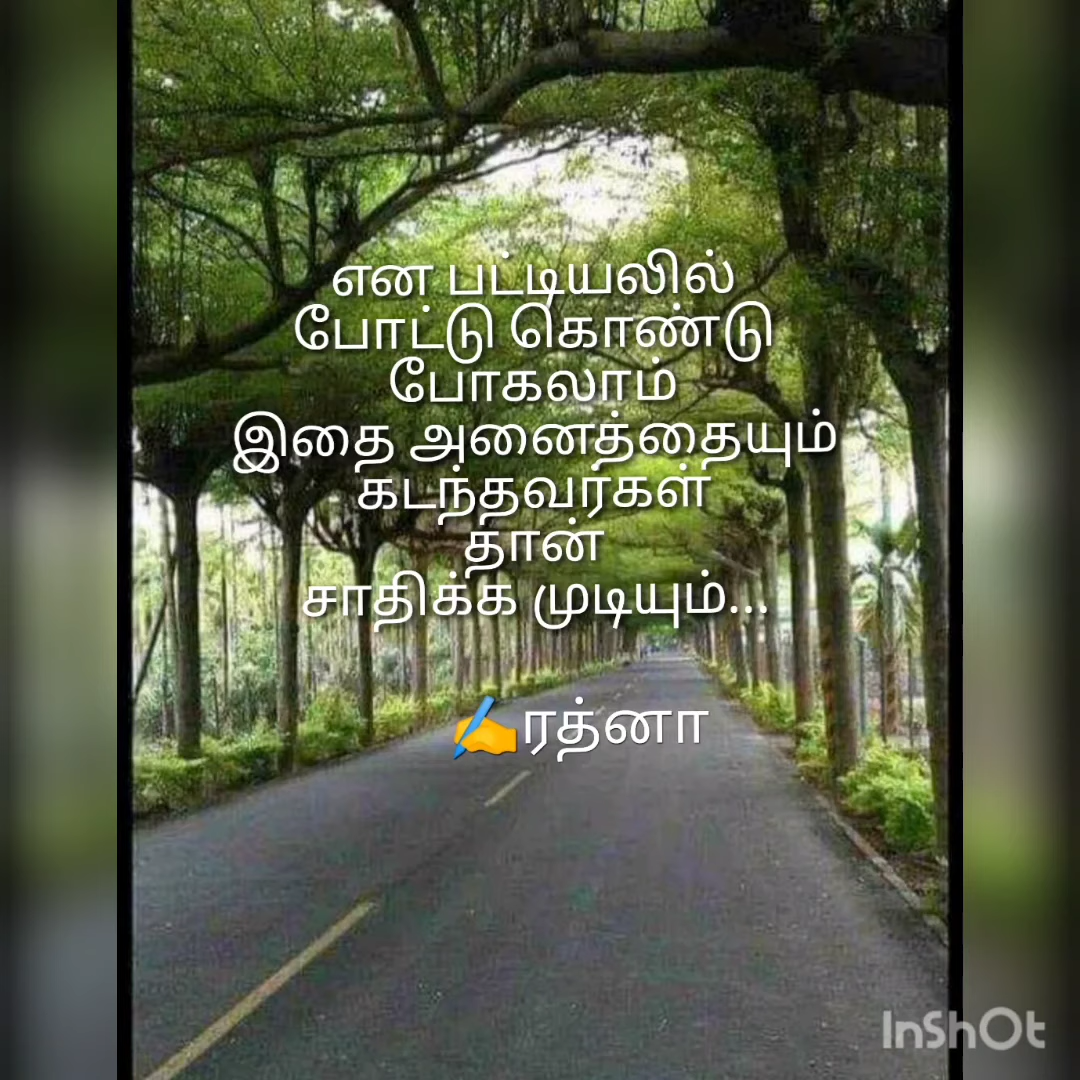 என பட்டியலில்
போட்டு கொண்டு
போகலாம்
இதை அனைத்தையும்
கடந்தவர்கள்
தான்
சாதிக்க முடியும்...
✍️ரத்னா
InShOt